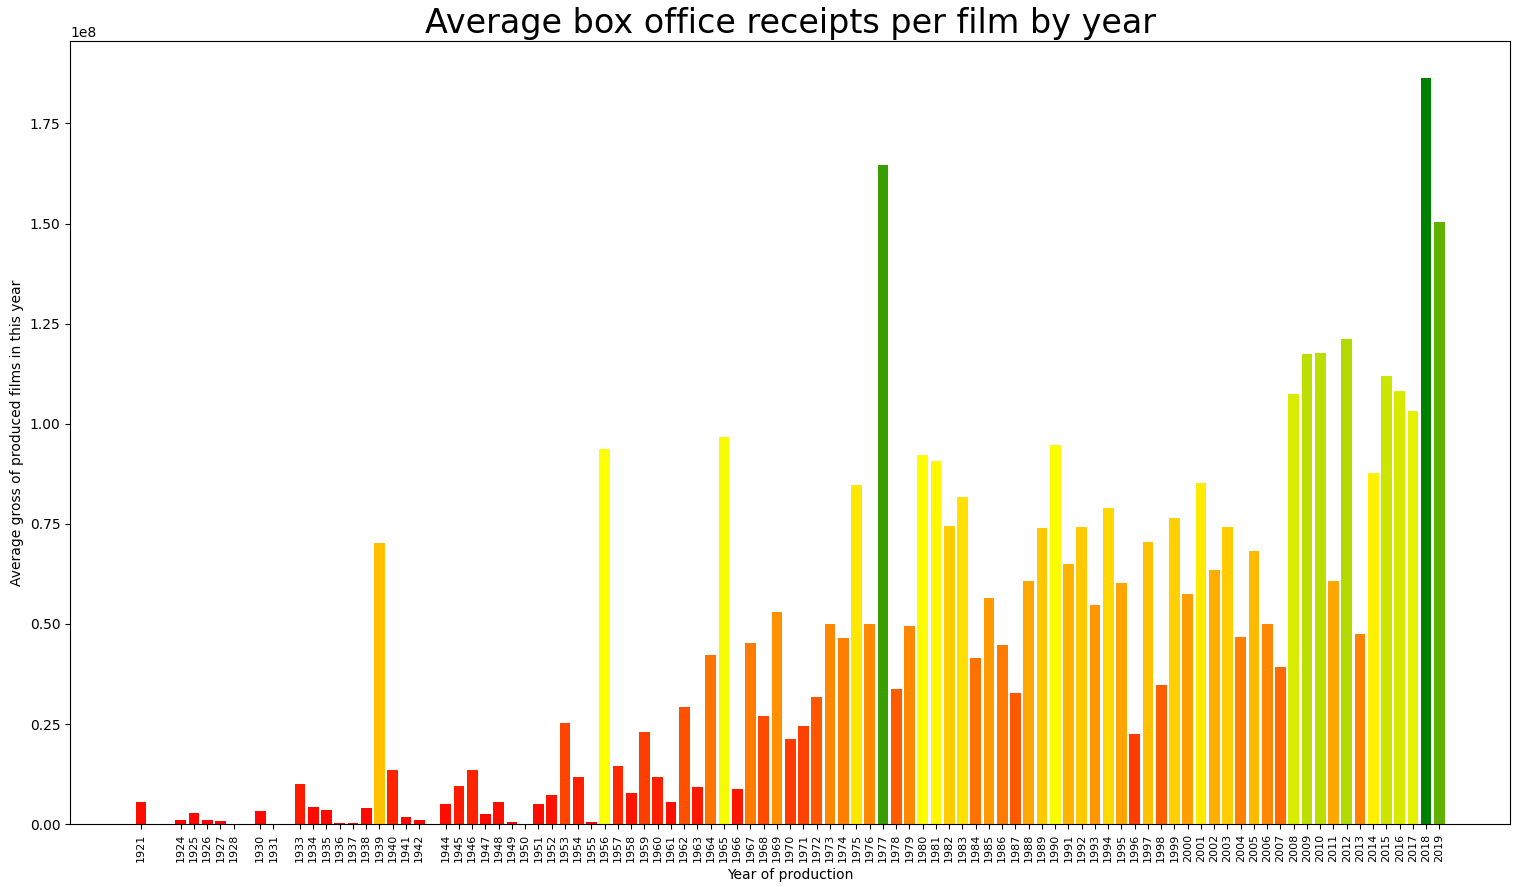 Average box office receipts per film by year
1e8
1.75
1.50
1.25
1.00
0.75
0.50
0.25
0.00
Average gross of produced films in this year
1921 1924 1925 1926 1927 1928 1930 1931 1933 1934 1935 1936 1937 1938 1939 1940 1941 1942 1944 1945 1946 1947 1948 1949 1950 1951 1952 1953 1954 1955 1956 1957 1958 1959 1960 1961 1962 1963 1964 1965 1966 1967 1968 1969 1970 1971 1972 1973 1974 1975 1976 1977 1978 1979 1980 1981 1982 1983 1984 1985 1986 1987 1988 1989 1990 1991 1992 1993 1994 1995 1996 1997 1998 1999 2000 2001 2002 2003 2004 2005 2006 2007 2008 2009 2010 2011 2012 2013 2014 2015 2016 2017 2018 2019
Year of production